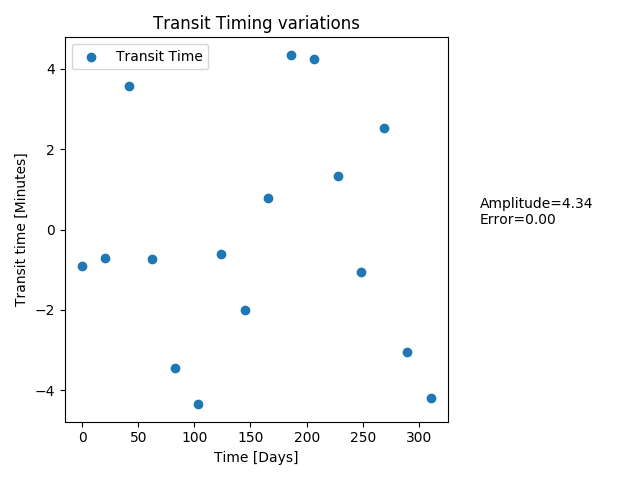 Transit Timing variations
Transit Time
Transit time [Minutes]
4
2
0
−2
−4
0 50 100 150 200 250 300
Time [Days]
Amplitude=4.34
Error=0.00